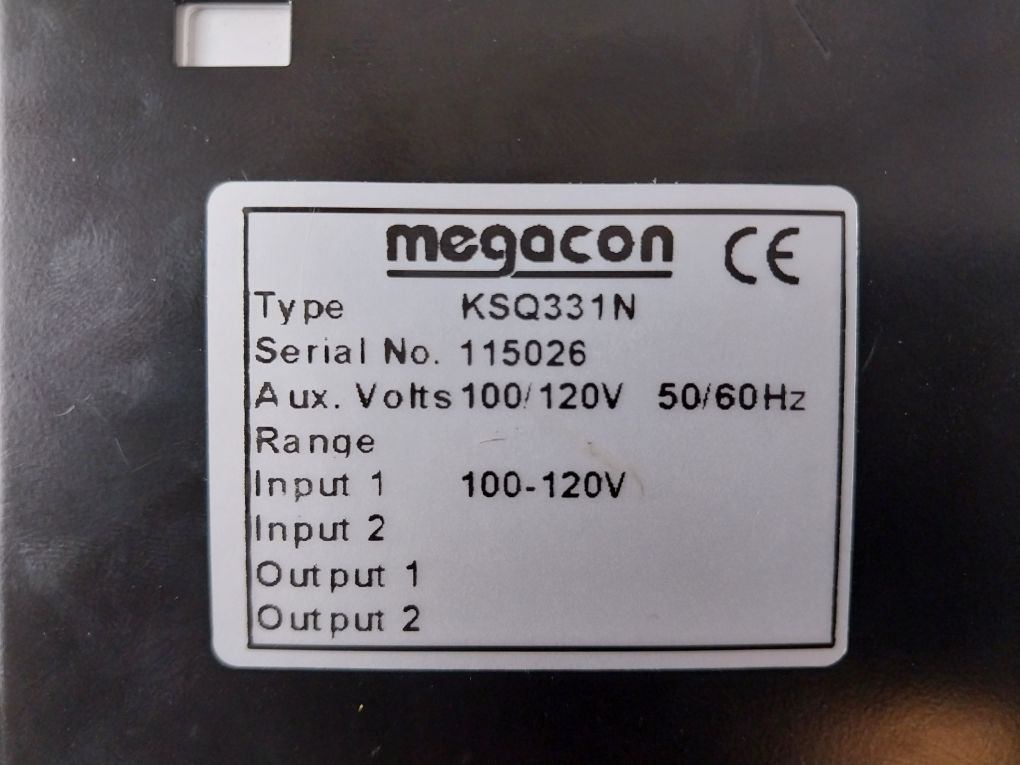 megacon CE
Type KSQ331N
Serial No. 115026
Aux. Volts 100/120V 50/60Hz
Range
Input 1 100-120V
Input 2
Output 1
Output 2